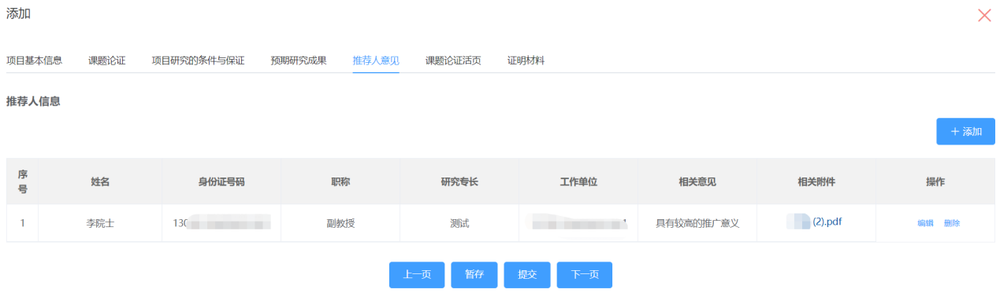 添加
项目基本信息 课题论证 项目研究的条件与保证 预期研究成果 推荐人意见 课题论证活页 证明材料
推荐人信息
+ 添加
序号 姓名 身份证号码 职称 研究专长 工作单位 相关意见 相关附件 操作
1 李院士 130 副教授 测试 具有较高的推广意义 (2).pdf 编辑 删除
上一页 暂存 提交 下一页